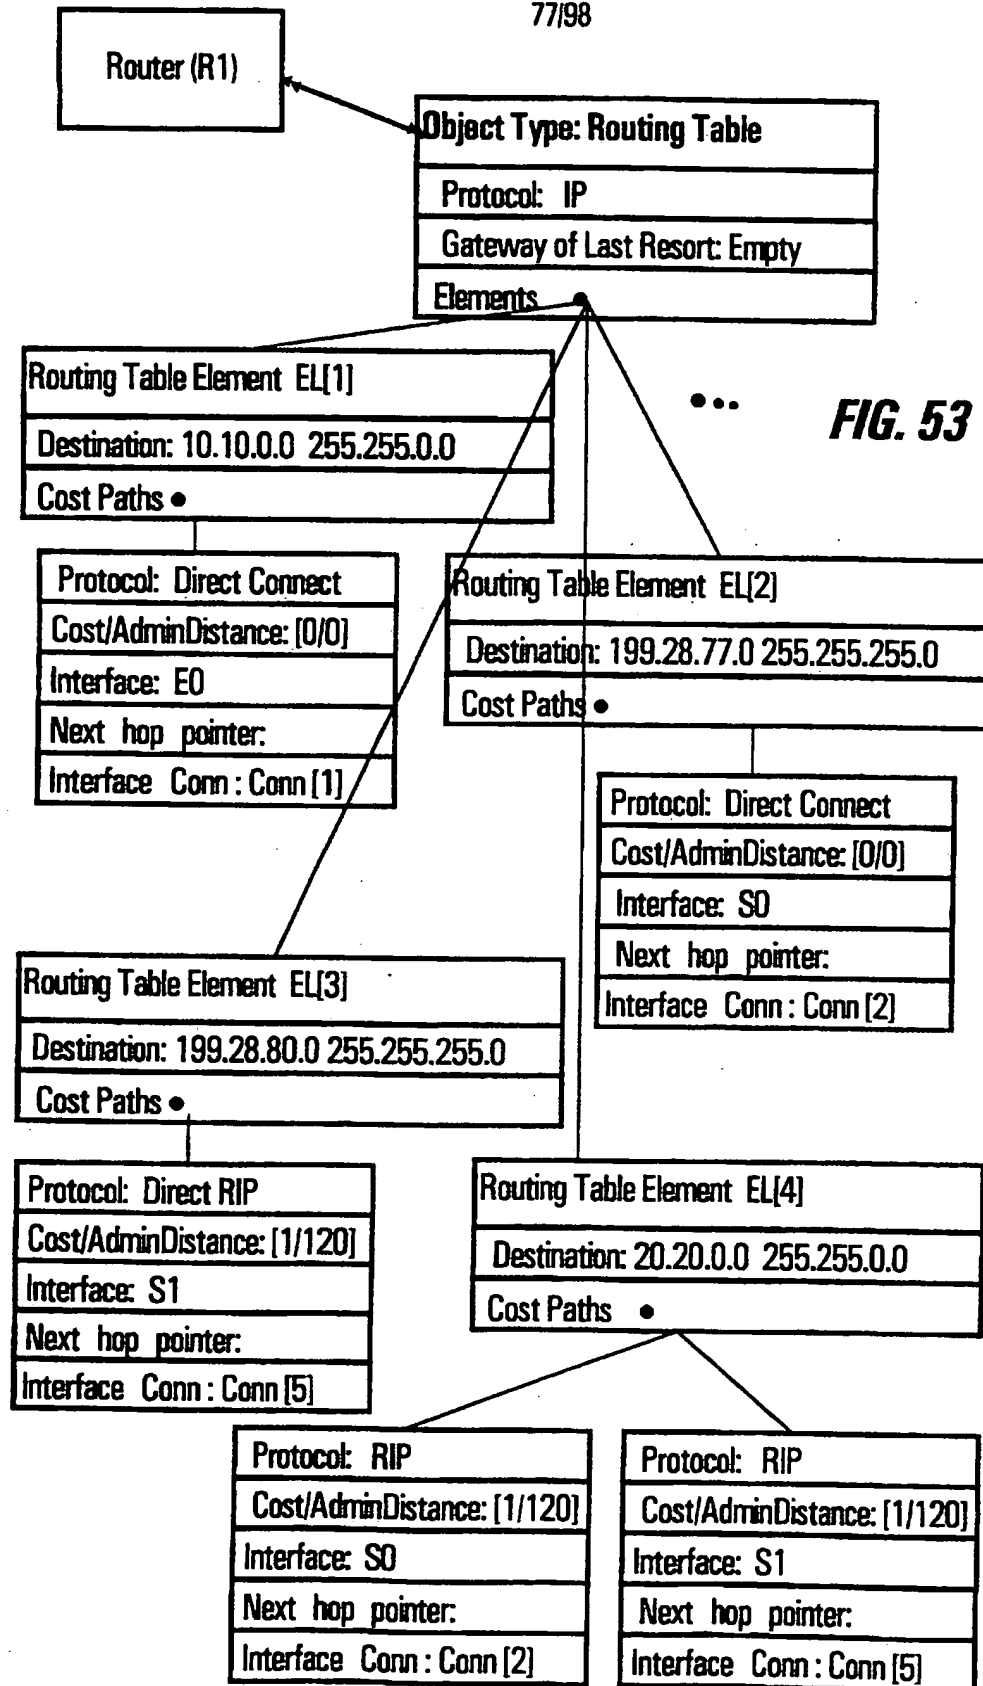 77/98
Router (R1)
Object Type: Routing Table
Protocol: IP
Gateway of Last Resort: Empty
Elements
FIG. 53
Routing Table Element EL[1]
Destination: 10.10.0.0 255.255.0.0
Cost Paths
Protocol: Direct Connect
Cost/AdminDistance: [0/0]
Interface: E0
Next hop pointer:
Interface Conn : Conn [1]
Routing Table Element EL[2]
Destination: 199.28.77.0 255.255.255.0
Cost Paths
Protocol: Direct Connect
Cost/AdminDistance: [0/0]
Interface: S0
Next hop pointer:
Interface Conn : Conn [2]
Routing Table Element EL[3]
Destination: 199.28.80.0 255.255.255.0
Cost Paths
Protocol: Direct RIP
Cost/AdminDistance: [1/120]
Interface: S1
Next hop pointer:
Interface Conn : Conn [5]
Routing Table Element EL[4]
Destination: 20.20.0.0 255.255.0.0
Cost Paths
Protocol: RIP
Cost/AdminDistance: [1/120]
Interface: S0
Next hop pointer:
Interface Conn : Conn [2]
Protocol: RIP
Cost/AdminDistance: [1/120]
Interface: S1
Next hop pointer:
Interface Conn : Conn [5]